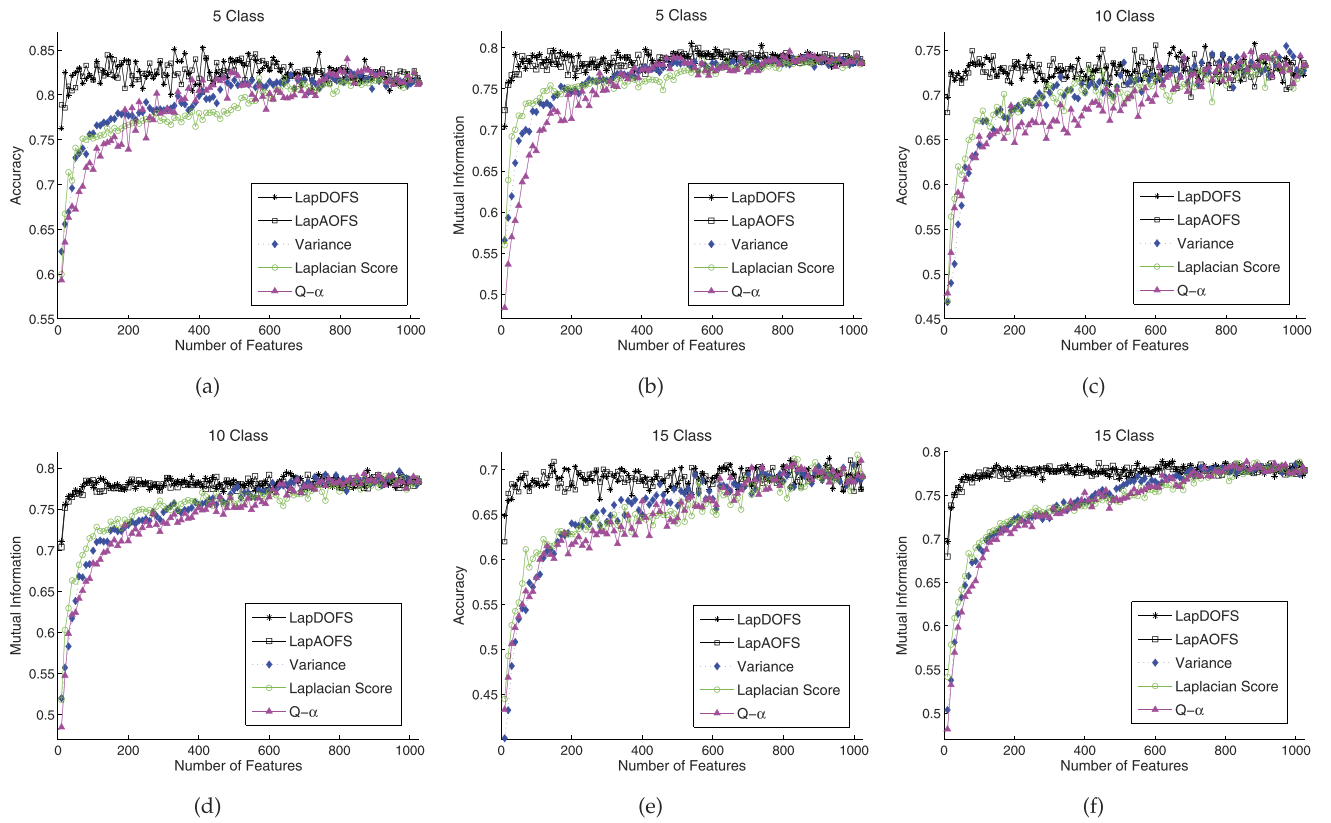 5 Class
0.85
0.8
0.75
0.7
0.65
0.6
0.55
Accuracy
0 200 400 600 800 1000
Number of Features
LapDOFS
LapAOFS
Variance
Laplacian Score
Q−α
(a)
5 Class
0.8
0.75
0.7
0.65
0.6
0.55
0.5
Mutual Information
0 200 400 600 800 1000
Number of Features
LapDOFS
LapAOFS
Variance
Laplacian Score
Q−α
(b)
10 Class
0.75
0.7
0.65
0.6
0.55
0.5
0.45
Accuracy
0 200 400 600 800 1000
Number of Features
LapDOFS
LapAOFS
Variance
Laplacian Score
Q−α
(c)
10 Class
0.8
0.75
0.7
0.65
0.6
0.55
0.5
Mutual Information
0 200 400 600 800 1000
Number of Features
LapDOFS
LapAOFS
Variance
Laplacian Score
Q−α
(d)
15 Class
0.7
0.65
0.6
0.55
0.5
0.45
Accuracy
0 200 400 600 800 1000
Number of Features
LapDOFS
LapAOFS
Variance
Laplacian Score
Q−α
(e)
15 Class
0.8
0.75
0.7
0.65
0.6
0.55
0.5
Mutual Information
0 200 400 600 800 1000
Number of Features
LapDOFS
LapAOFS
Variance
Laplacian Score
Q−α
(f)